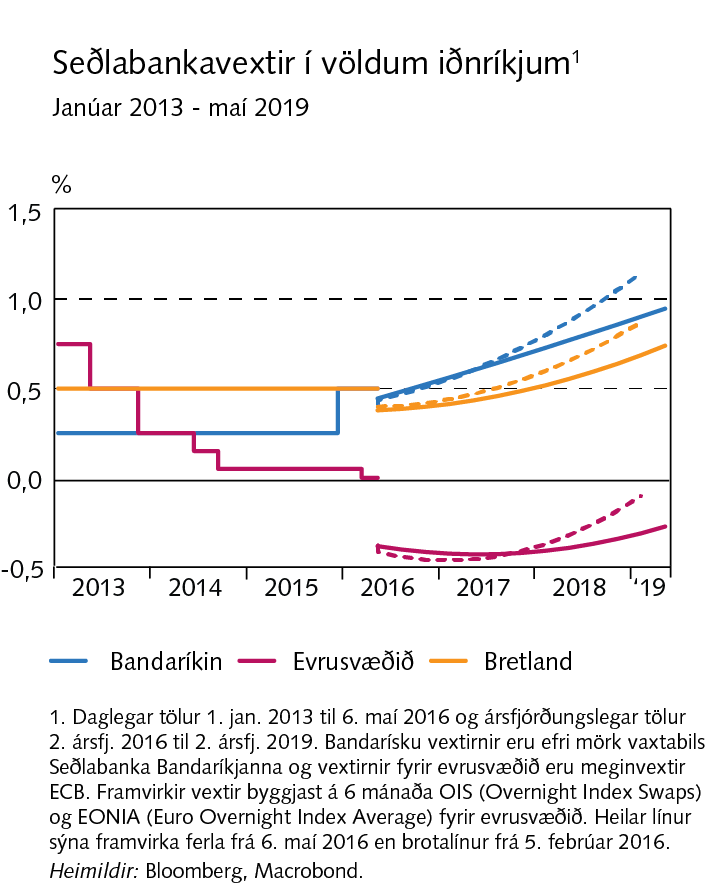 Seðlabankavextir í völdum iðnríkjum¹
Janúar 2013 - maí 2019
%
1,5
1,0
0,5
0,0
-0,5
2013 2014 2015 2016 2017 2018 ‘19
Bandaríkin Evrusvæðið Bretland
1. Daglegar tölur 1. jan. 2013 til 6. maí 2016 og ársfjórðungslegar tölur
2. ársfj. 2016 til 2. ársfj. 2019. Bandarísku vextirnir eru efri mörk vaxtabils
Seðlabanka Bandaríkjanna og vextirnir fyrir evrusvæðið eru meginvextir
ECB. Framvirkir vextir byggjast á 6 mánaða OIS (Overnight Index Swaps)
og EONIA (Euro Overnight Index Average) fyrir evrusvæðið. Heilar línur
sýna framvirka ferla frá 6. maí 2016 en brotalínur frá 5. febrúar 2016.
Heimildir: Bloomberg, Macrobond.